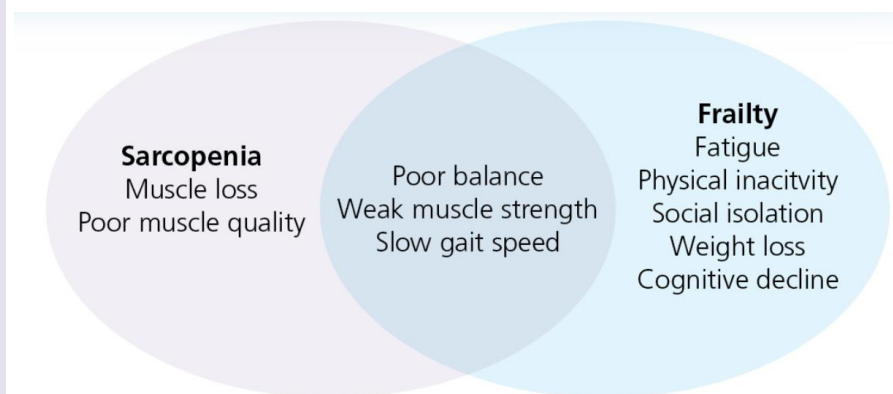 Sarcopenia
Muscle loss
Poor muscle quality
Poor balance
Weak muscle strength
Slow gait speed
Frailty
Fatigue
Physical inacitvity
Social isolation
Weight loss
Cognitive decline